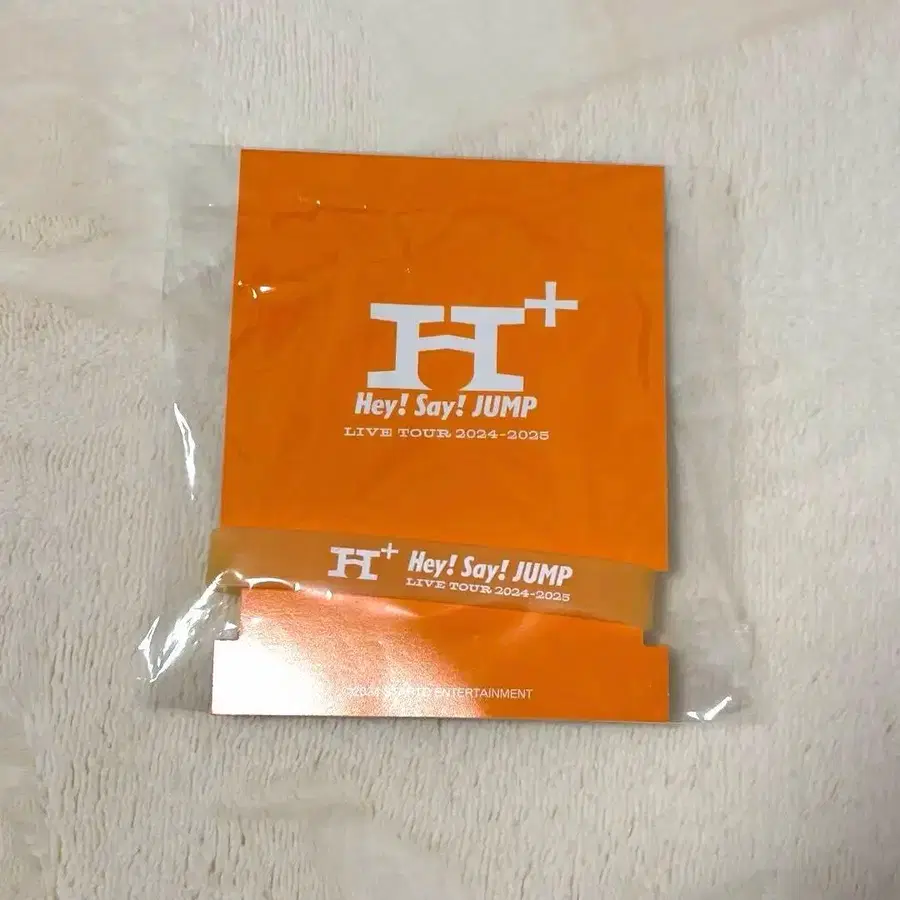 H+
Hey! Say! JUMP
LIVE TOUR 2024-2025
H+ Hey! Say! JUMP
LIVE TOUR 2024-2025
ENTERTAINMENT